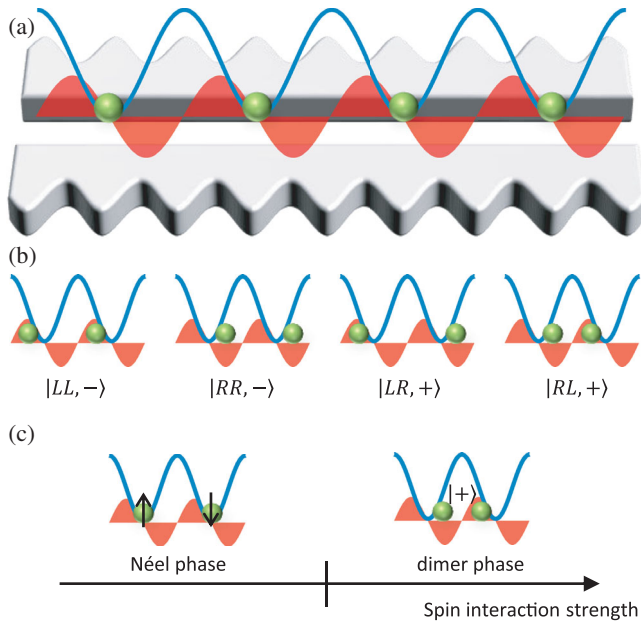 (a)
(b)
|LL, −⟩ |RR, −⟩ |LR, +⟩ |RL, +⟩
(c)
|+⟩
Néel phase dimer phase
Spin interaction strength